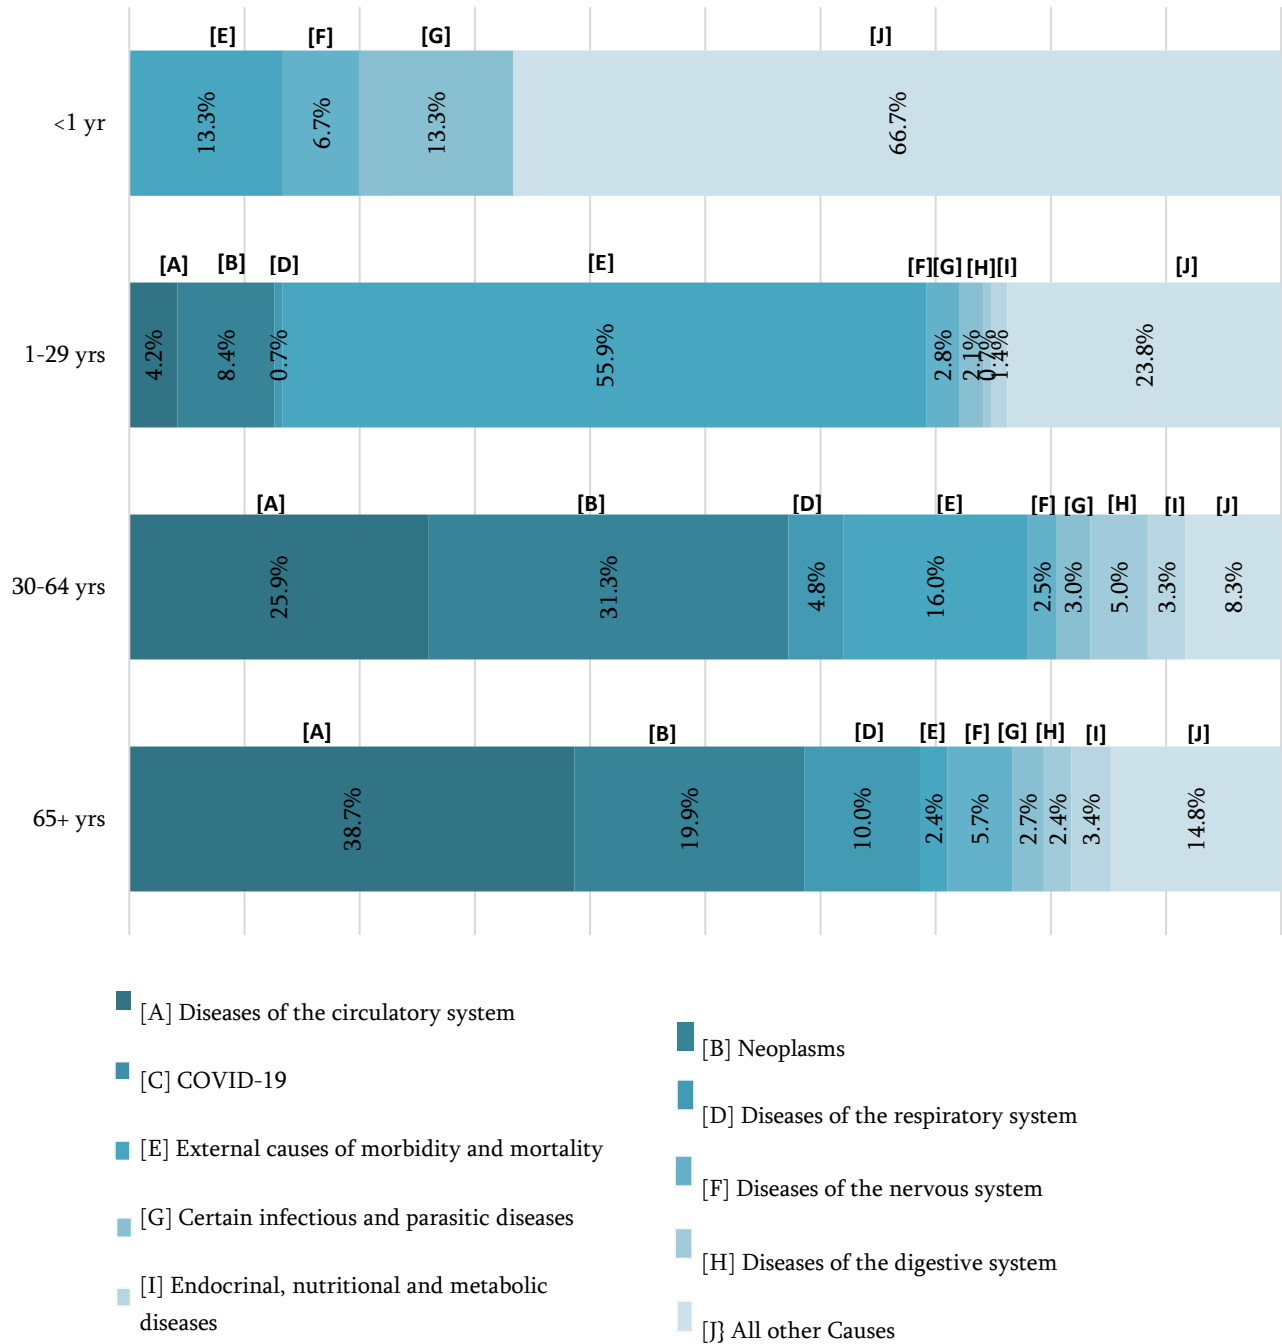 [E] [F] [G] [J]
<1 yr 13.3% 6.7% 13.3% 66.7%
[A] [B] [D] [E] [F] [G] [H] [I] [J]
1-29 yrs 4.2% 8.4% 0.7% 55.9% 2.8% 2.1% 0.7% 1.4% 23.8%
[A] [B] [D] [E] [F] [G] [H] [I] [J]
30-64 yrs 25.9% 31.3% 4.8% 16.0% 2.5% 3.0% 5.0% 3.3% 8.3%
[A] [B] [D] [E] [F] [G] [H] [I] [J]
65+ yrs 38.7% 19.9% 10.0% 2.4% 5.7% 2.7% 2.4% 3.4% 14.8%
[A] Diseases of the circulatory system
[B] Neoplasms
[C] COVID-19
[D] Diseases of the respiratory system
[E] External causes of morbidity and mortality
[F] Diseases of the nervous system
[G] Certain infectious and parasitic diseases
[H] Diseases of the digestive system
[I] Endocrinal, nutritional and metabolic
diseases
[J} All other Causes